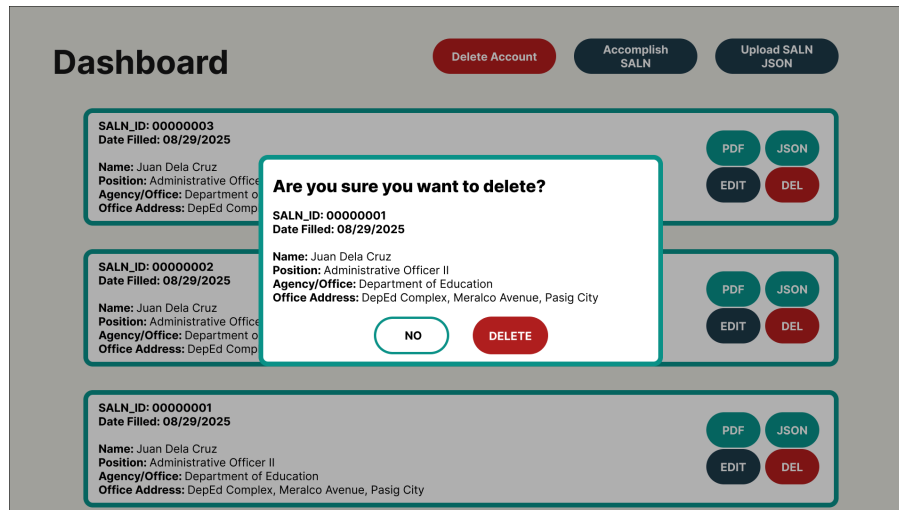 Dashboard
Delete Account
Accomplish
SALN
Upload SALN
JSON
SALN_ID: 00000003
Date Filled: 08/29/2025
Name: Juan Dela Cruz
Position: Administrative Office
Agency/Office: Department o
Office Address: DepEd Comp
PDF
JSON
EDIT
DEL
Are you sure you want to delete?
SALN_ID: 00000001
Date Filled: 08/29/2025
Name: Juan Dela Cruz
Position: Administrative Officer II
Agency/Office: Department of Education
Office Address: DepEd Complex, Meralco Avenue, Pasig City
NO
DELETE
SALN_ID: 00000002
Date Filled: 08/29/2025
Name: Juan Dela Cruz
Position: Administrative Office
Agency/Office: Department o
Office Address: DepEd Comp
PDF
JSON
EDIT
DEL
SALN_ID: 00000001
Date Filled: 08/29/2025
Name: Juan Dela Cruz
Position: Administrative Officer II
Agency/Office: Department of Education
Office Address: DepEd Complex, Meralco Avenue, Pasig City
PDF
JSON
EDIT
DEL